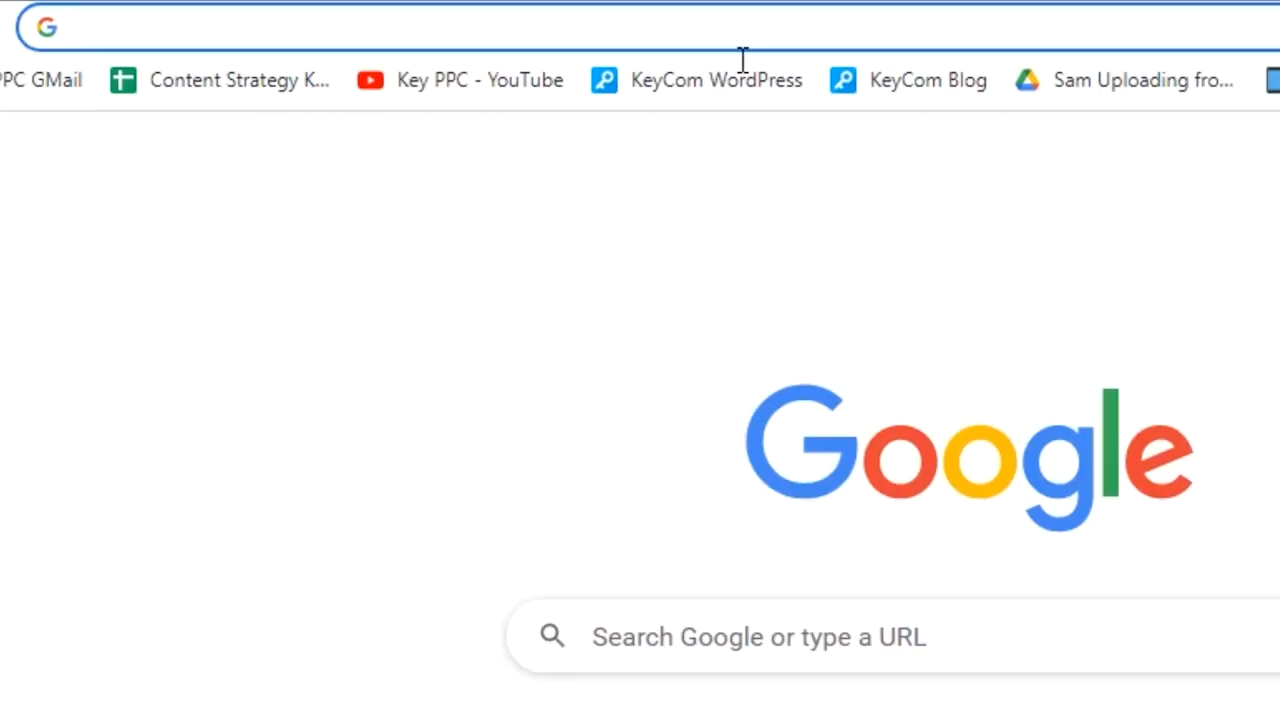 PPC GMail Content Strategy K... Key PPC - YouTube KeyCom WordPress KeyCom Blog Sam Uploading fro...
Google
Search Google or type a URL